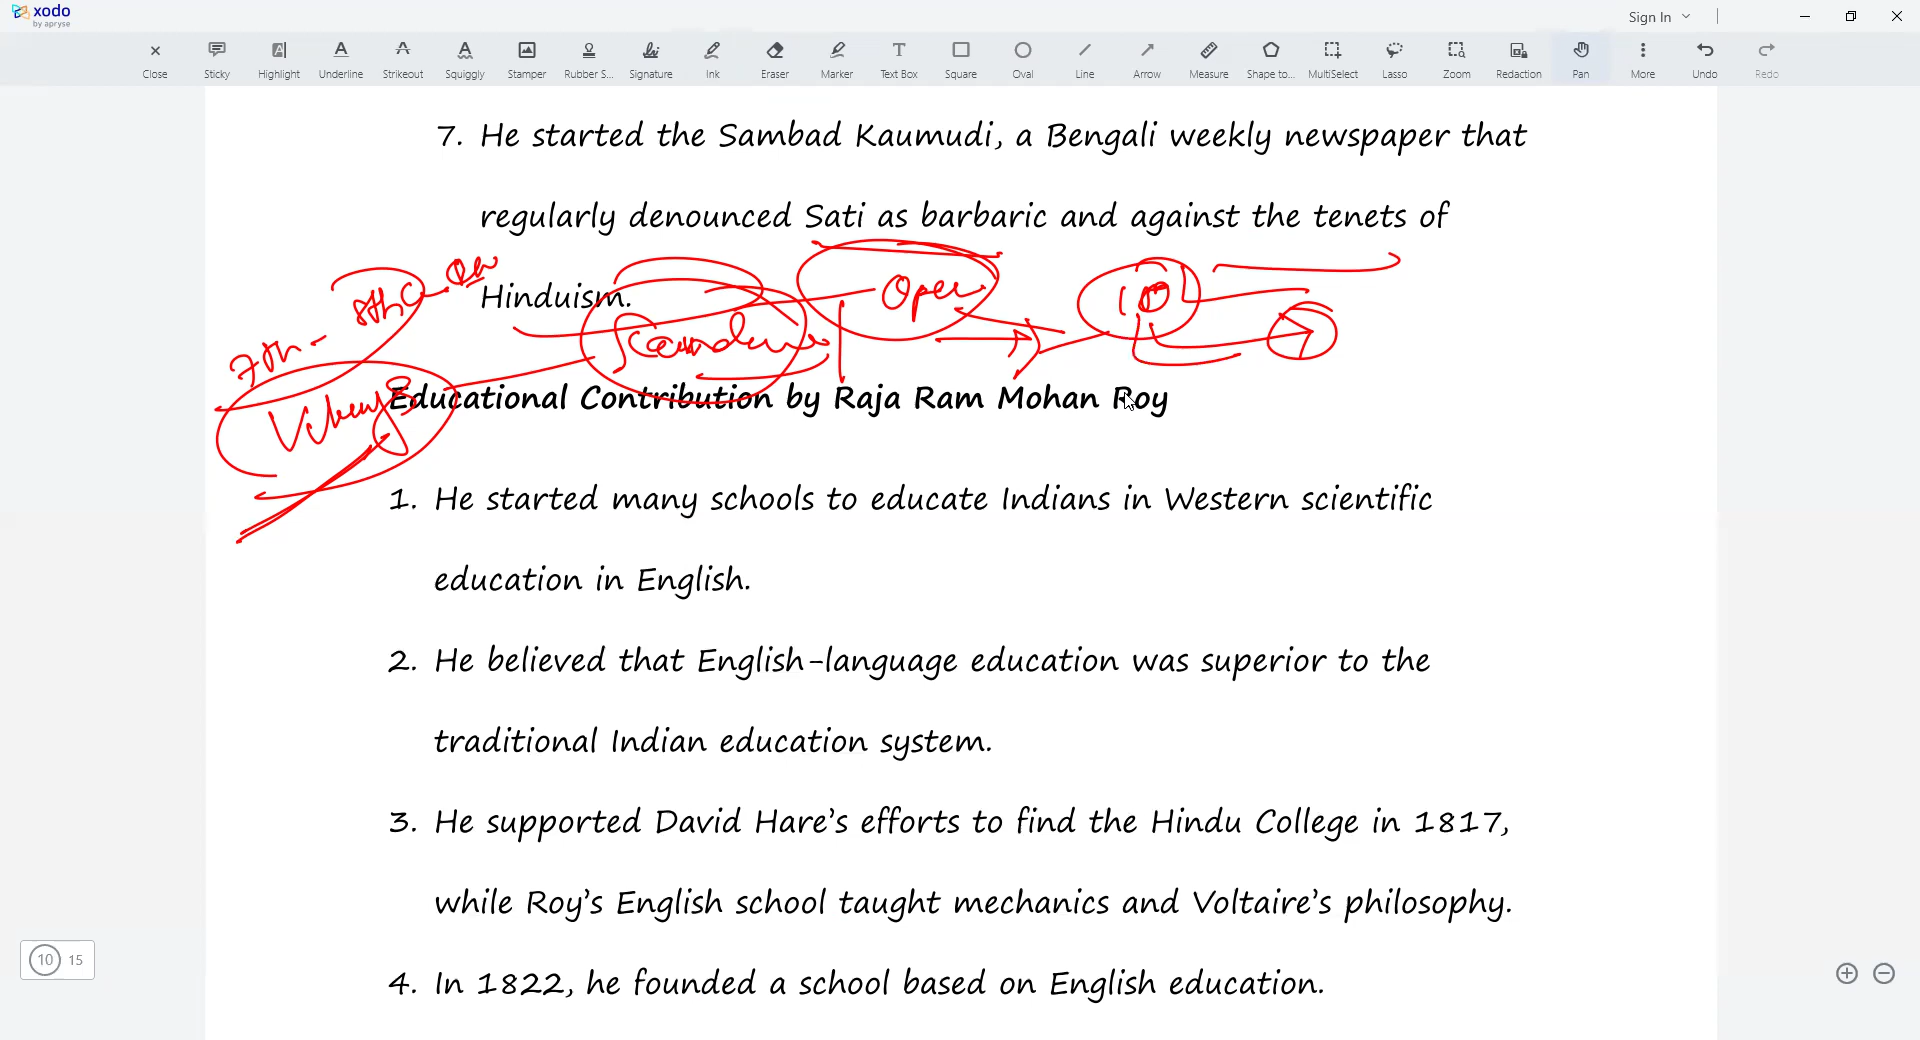 xodo
by apryse
Sign In
Close Sticky Highlight Underline Strikeout Squiggly Stamper Rubber S... Signature Ink Eraser Marker Text Box Square Oval Line Arrow Measure Shape to... MultiSelect Lasso Zoom Redaction Pan More Undo Redo
7. He started the Sambad Kaumudi, a Bengali weekly newspaper that
regularly denounced Sati as barbaric and against the tenets of
Hinduism.
Open
10
7th - 8th
Educational Contribution by Raja Ram Mohan Roy
1. He started many schools to educate Indians in Western scientific
education in English.
2. He believed that English-language education was superior to the
traditional Indian education system.
3. He supported David Hare's efforts to find the Hindu College in 1817,
while Roy's English school taught mechanics and Voltaire's philosophy.
4. In 1822, he founded a school based on English education.
10 15